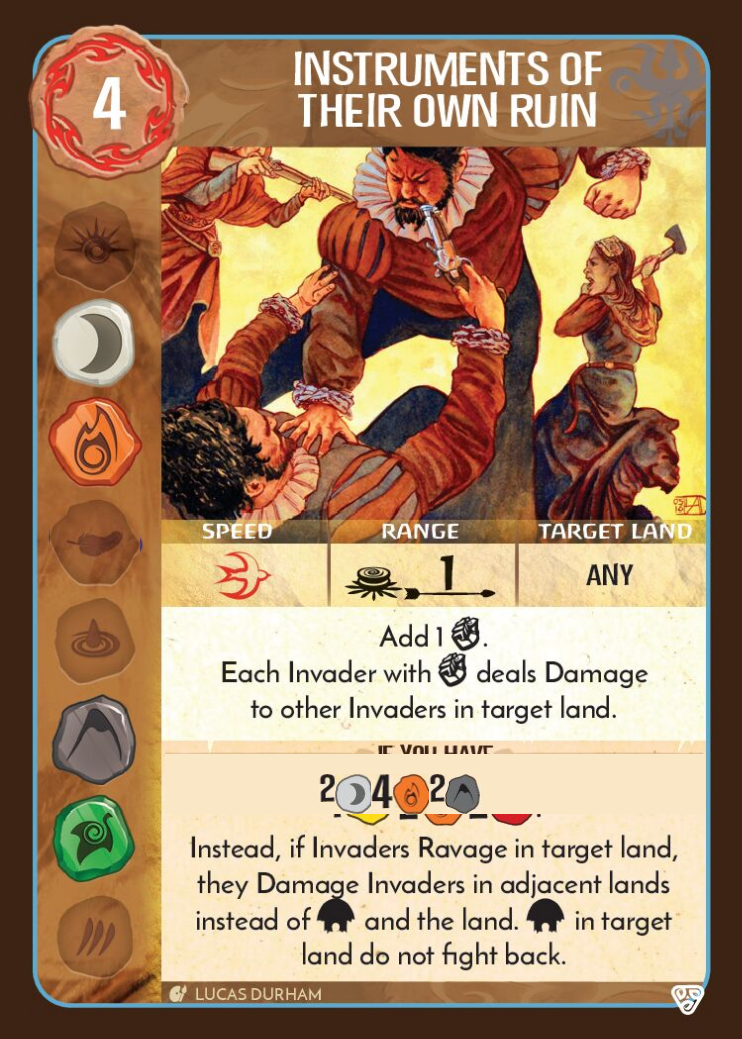 4
INSTRUMENTS OF
THEIR OWN RUIN
SPEED RANGE TARGET LAND
1 ANY
Add 1 .
Each Invader with deals Damage
to other Invaders in target land.
IF YOU HAVE
2 4 2
Instead, if Invaders Ravage in target land,
they Damage Invaders in adjacent lands
instead of and the land. in target
land do not fight back.
LUCAS DURHAM